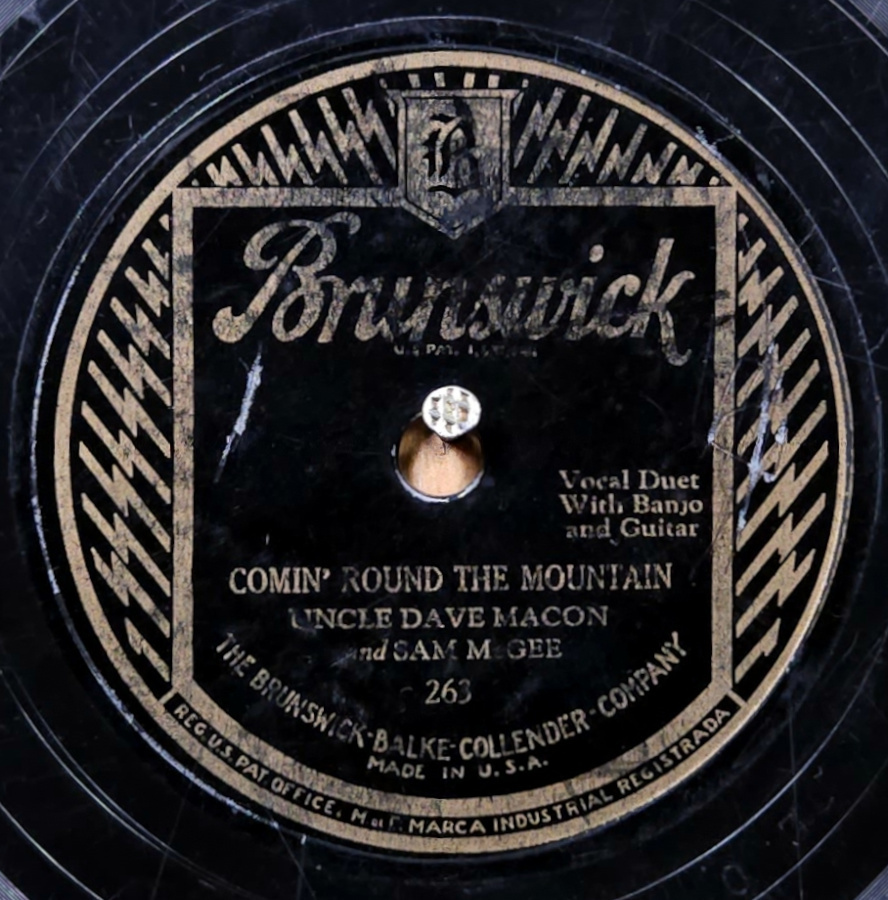 B
Brunswick
U.S. PAT.
Vocal Duet
With Banjo
and Guitar
COMIN' ROUND THE MOUNTAIN
UNCLE DAVE MACON
and SAM McGEE
263
THE BRUNSWICK-BALKE-COLLENDER-COMPANY
MADE IN U.S.A.
REG. U.S. PAT. OFFICE. MARCA INDUSTRIAL REGISTRADA